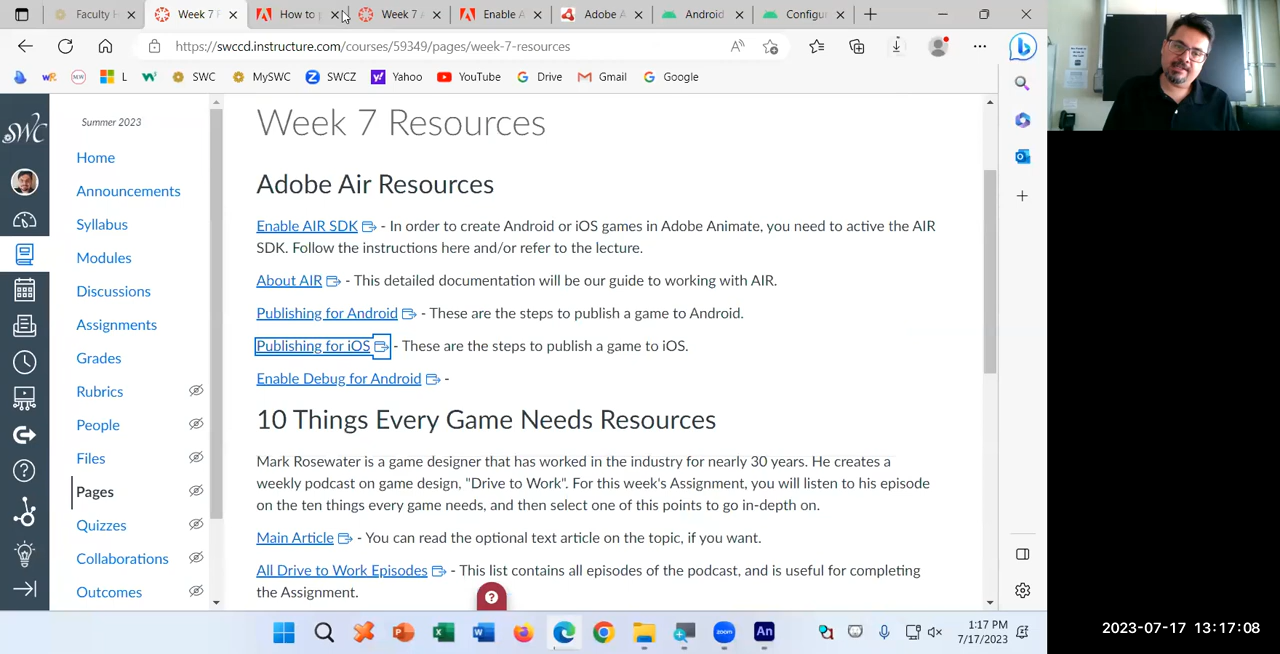 Faculty H
Week 7 F
How to p
Week 7 A
Enable A
Adobe A
Android
Configur
https://swccd.instructure.com/courses/59349/pages/week-7-resources
L
SWC
MySWC
SWCZ
Yahoo
YouTube
Drive
Gmail
Google
SWC
Summer 2023
Home
Announcements
Syllabus
Modules
Discussions
Assignments
Grades
Rubrics
People
Files
Pages
Quizzes
Collaborations
Outcomes
Week 7 Resources
Adobe Air Resources
Enable AIR SDK - In order to create Android or iOS games in Adobe Animate, you need to active the AIR
SDK. Follow the instructions here and/or refer to the lecture.
About AIR - This detailed documentation will be our guide to working with AIR.
Publishing for Android - These are the steps to publish a game to Android.
Publishing for iOS - These are the steps to publish a game to iOS.
Enable Debug for Android -
10 Things Every Game Needs Resources
Mark Rosewater is a game designer that has worked in the industry for nearly 30 years. He creates a
weekly podcast on game design, "Drive to Work". For this week's Assignment, you will listen to his episode
on the ten things every game needs, and then select one of this points to go in-depth on.
Main Article - You can read the optional text article on the topic, if you want.
All Drive to Work Episodes - This list contains all episodes of the podcast, and is useful for completing
the Assignment.
zoom
An
1:17 PM
7/17/2023
2023-07-17 13:17:08